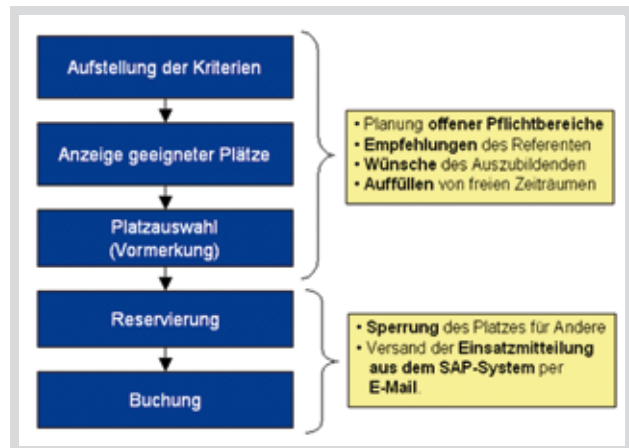 Aufstellung der Kriterien
Anzeige geeigneter Plätze
Platzauswahl
(Vormerkung)
Reservierung
Buchung
• Planung offener Pflichtbereiche
• Empfehlungen des Referenten
• Wünsche des Auszubildenden
• Auffüllen von freien Zeiträumen
• Sperrung des Platzes für Andere
• Versand der Einsatzmitteilung
aus dem SAP-System per
E-Mail.